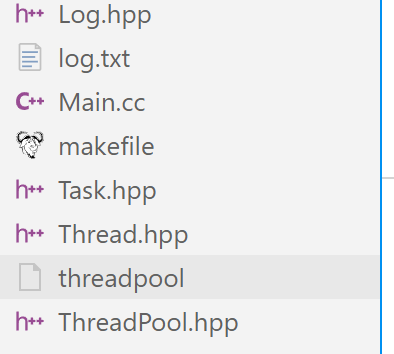 Log.hpp
log.txt
Main.cc
makefile
Task.hpp
Thread.hpp
threadpool
ThreadPool.hpp